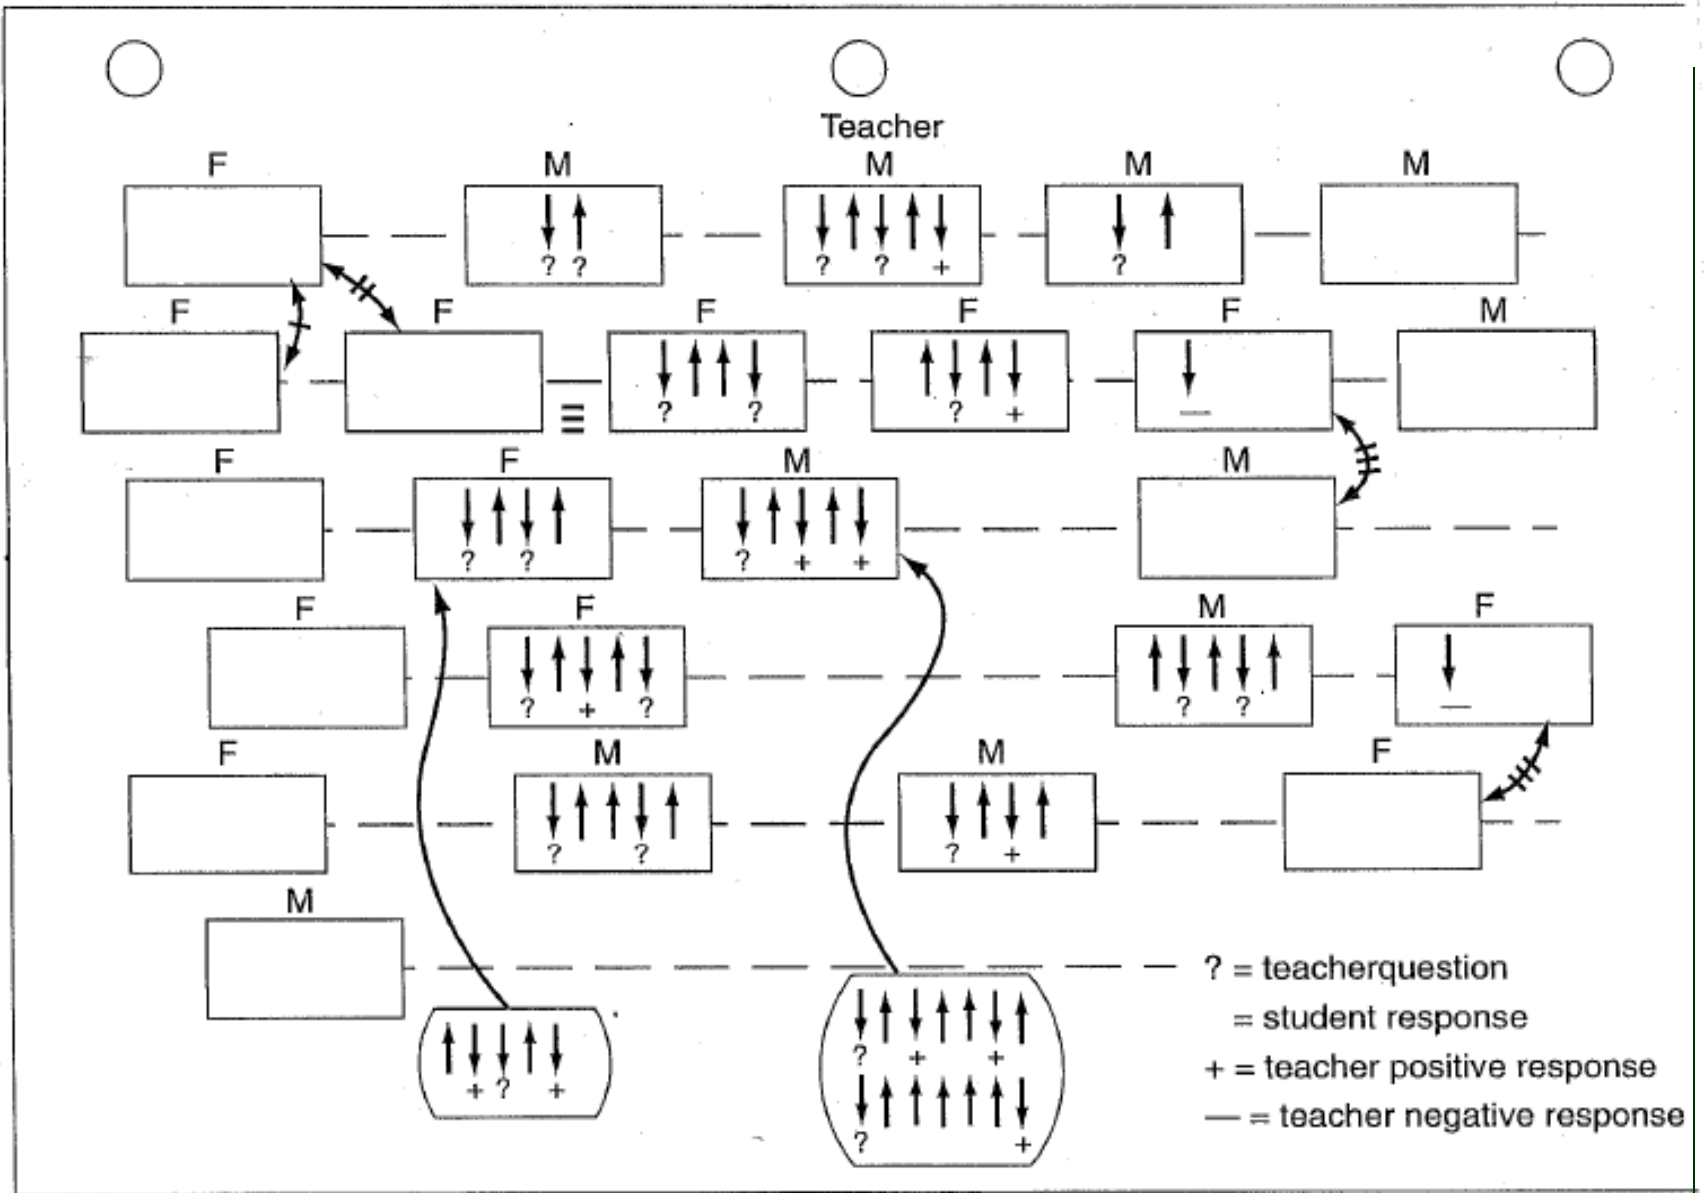 Teacher
F M M M M
? ? ? ? + ?
F F F F F M
? ? ? + —
F F M M
? ? ? + +
F F M F
? + ? ? ? —
F M M F
? ? ? +
M
? = teacherquestion
= student response
+ = teacher positive response
— = teacher negative response
+ ? +
? + +
? +